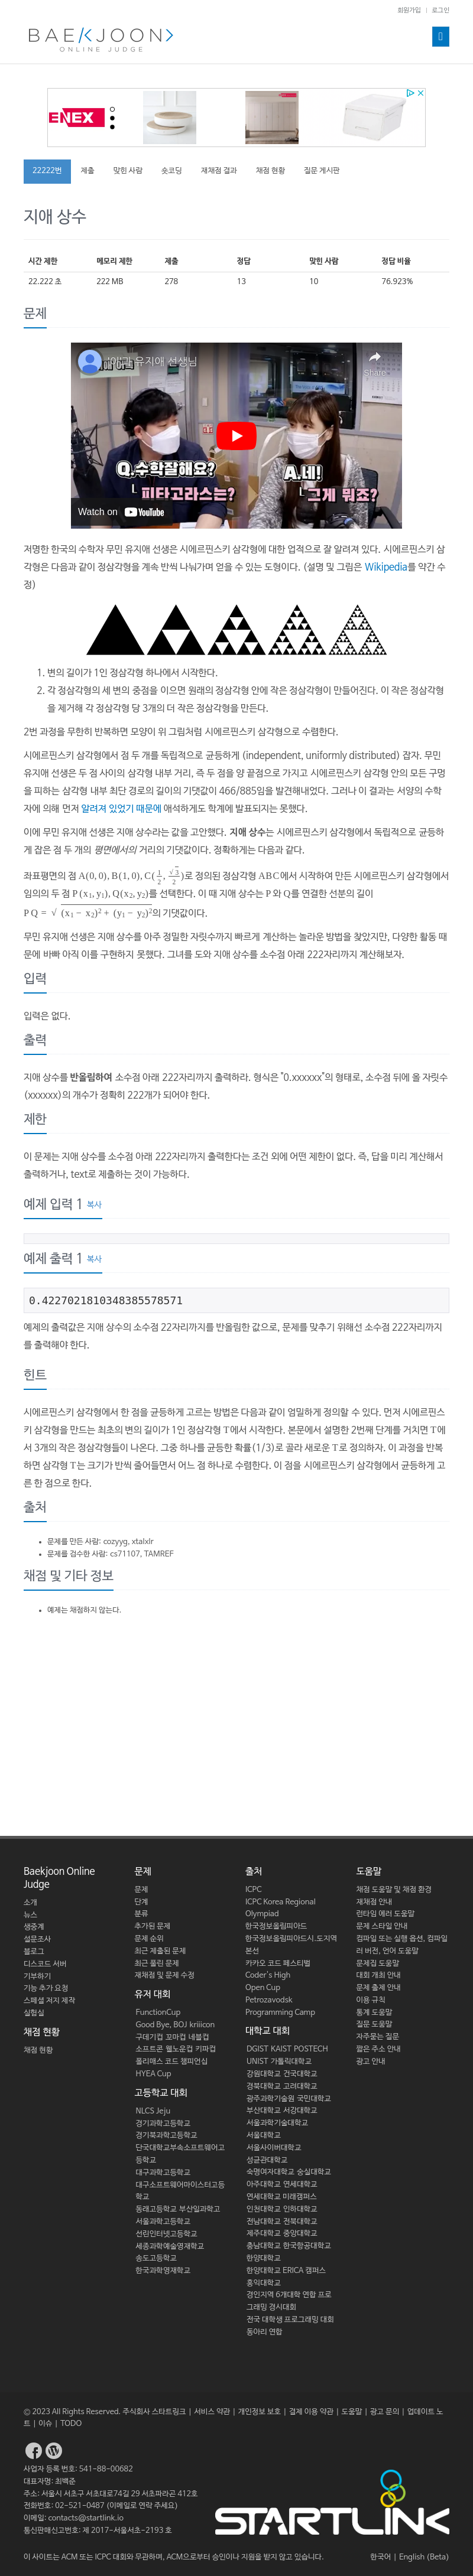 회원가입 | 로그인
BAEKJOON
ONLINE JUDGE
ENEX
22222번 제출 맞힌 사람 숏코딩 재채점 결과 채점 현황 질문 게시판
지애 상수
시간 제한 메모리 제한 제출 정답 맞힌 사람 정답 비율
22.222 초 222 MB 278 13 10 76.923%
문제
'이'과 유지애 선생님
Share
Q.수학잘해요?
피타고라스는?
A.네!
그게 뭐죠
Watch on YouTube
저명한 한국의 수학자 무민 유지애 선생은 시에르핀스키 삼각형에 대한 업적으로 잘 알려져 있다. 시에르핀스키 삼
각형은 다음과 같이 정삼각형을 계속 반씩 나눠가며 얻을 수 있는 도형이다. (설명 및 그림은 Wikipedia를 약간 수
정)
1. 변의 길이가 1인 정삼각형 하나에서 시작한다.
2. 각 정삼각형의 세 변의 중점을 이으면 원래의 정삼각형 안에 작은 정삼각형이 만들어진다. 이 작은 정삼각형
을 제거해 각 정삼각형 당 3개의 더 작은 정삼각형을 만든다.
2번 과정을 무한히 반복하면 모양이 위 그림처럼 시에르핀스키 삼각형으로 수렴한다.
시에르핀스키 삼각형에서 점 두 개를 독립적으로 균등하게 (independent, uniformly distributed) 잡자. 무민
유지애 선생은 두 점 사이의 삼각형 내부 거리, 즉 두 점을 양 끝점으로 가지고 시에르핀스키 삼각형 안의 모든 구멍
을 피하는 삼각형 내부 최단 경로의 길이의 기댓값이 466/885임을 발견해내었다. 그러나 이 결과는 서양의 수학
자에 의해 먼저 알려져 있었기 때문에 애석하게도 학계에 발표되지는 못했다.
이에 무민 유지애 선생은 지애 상수라는 값을 고안했다. 지애 상수는 시에르핀스키 삼각형에서 독립적으로 균등하
게 잡은 점 두 개의 평면에서의 거리의 기댓값이다. 정확하게는 다음과 같다.
좌표평면의 점 A(0, 0), B(1, 0), C(1/2, √3/2)로 정의된 정삼각형 ABC에서 시작하여 만든 시에르핀스키 삼각형에서
임의의 두 점 P(x₁, y₁), Q(x₂, y₂)를 선택한다. 이 때 지애 상수는 P 와 Q를 연결한 선분의 길이
PQ = √(x₁ − x₂)² + (y₁ − y₂)²의 기댓값이다.
무민 유지애 선생은 지애 상수를 아주 정밀한 자릿수까지 빠르게 계산하는 놀라운 방법을 찾았지만, 다양한 활동 때
문에 바빠 아직 이를 구현하지 못했다. 그녀를 도와 지애 상수를 소수점 아래 222자리까지 계산해보자.
입력
입력은 없다.
출력
지애 상수를 반올림하여 소수점 아래 222자리까지 출력하라. 형식은 "0.xxxxxx"의 형태로, 소수점 뒤에 올 자릿수
(xxxxxx)의 개수가 정확히 222개가 되어야 한다.
제한
이 문제는 지애 상수를 소수점 아래 222자리까지 출력한다는 조건 외에 어떤 제한이 없다. 즉, 답을 미리 계산해서
출력하거나, text로 제출하는 것이 가능하다.
예제 입력 1 복사
예제 출력 1 복사
0.4227021810348385578571
예제의 출력값은 지애 상수의 소수점 22자리까지를 반올림한 값으로, 문제를 맞추기 위해선 소수점 222자리까지
를 출력해야 한다.
힌트
시에르핀스키 삼각형에서 한 점을 균등하게 고르는 방법은 다음과 같이 엄밀하게 정의할 수 있다. 먼저 시에르핀스
키 삼각형을 만드는 최초의 변의 길이가 1인 정삼각형 T에서 시작한다. 본문에서 설명한 2번째 단계를 거치면 T에
서 3개의 작은 정삼각형들이 나온다. 그중 하나를 균등한 확률(1/3)로 골라 새로운 T로 정의하자. 이 과정을 반복
하면 삼각형 T는 크기가 반씩 줄어들면서 어느 점 하나로 수렴한다. 이 점을 시에르핀스키 삼각형에서 균등하게 고
른 한 점으로 한다.
출처
문제를 만든 사람: cozyyg, xtalxlr
문제를 검수한 사람: cs71107, TAMREF
채점 및 기타 정보
예제는 채점하지 않는다.
Baekjoon Online
Judge
소개
뉴스
생중계
설문조사
블로그
디스코드 서버
기부하기
기능 추가 요청
스페셜 저지 제작
실험실
채점 현황
채점 현황
문제
문제
단계
분류
추가된 문제
문제 순위
최근 제출된 문제
최근 풀린 문제
재채점 및 문제 수정
유저 대회
FunctionCup
Good Bye, BOJ kriiicon
구데기컵 꼬마컵 네블컵
소프트콘 웰노운컵 키파컵
폴리매스 코드 챔피언십
HYEA Cup
고등학교 대회
NLCS Jeju
경기과학고등학교
경기북과학고등학교
단국대학교부속소프트웨어고
등학교
대구과학고등학교
대구소프트웨어마이스터고등
학교
동래고등학교 부산일과학고
서울과학고등학교
선린인터넷고등학교
세종과학예술영재학교
송도고등학교
한국과학영재학교
출처
ICPC
ICPC Korea Regional
Olympiad
한국정보올림피아드
한국정보올림피아드시.도지역
본선
카카오 코드 페스티벌
Coder's High
Open Cup
Petrozavodsk
Programming Camp
대학교 대회
DGIST KAIST POSTECH
UNIST 가톨릭대학교
강원대학교 건국대학교
경북대학교 고려대학교
광주과학기술원 국민대학교
부산대학교 서강대학교
서울과학기술대학교
서울대학교
서울사이버대학교
성균관대학교
숙명여자대학교 숭실대학교
아주대학교 연세대학교
연세대학교 미래캠퍼스
인천대학교 인하대학교
전남대학교 전북대학교
제주대학교 중앙대학교
충남대학교 한국항공대학교
한양대학교
한양대학교 ERICA 캠퍼스
홍익대학교
경인지역 6개대학 연합 프로
그래밍 경시대회
전국 대학생 프로그래밍 대회
동아리 연합
도움말
채점 도움말 및 채점 환경
재채점 안내
런타임 에러 도움말
문제 스타일 안내
컴파일 또는 실행 옵션, 컴파일
러 버전, 언어 도움말
문제집 도움말
대회 개최 안내
문제 출제 안내
이용 규칙
통계 도움말
질문 도움말
자주묻는 질문
짧은 주소 안내
광고 안내
© 2023 All Rights Reserved. 주식회사 스타트링크 | 서비스 약관 | 개인정보 보호 | 결제 이용 약관 | 도움말 | 광고 문의 | 업데이트 노
트 | 이슈 | TODO
사업자 등록 번호: 541-88-00682
대표자명: 최백준
주소: 서울시 서초구 서초대로74길 29 서초파라곤 412호
전화번호: 02-521-0487 (이메일로 연락 주세요)
이메일: contacts@startlink.io
통신판매신고번호: 제 2017-서울서초-2193 호
STARTLINK
이 사이트는 ACM 또는 ICPC 대회와 무관하며, ACM으로부터 승인이나 지원을 받지 않고 있습니다.
한국어 | English (Beta)